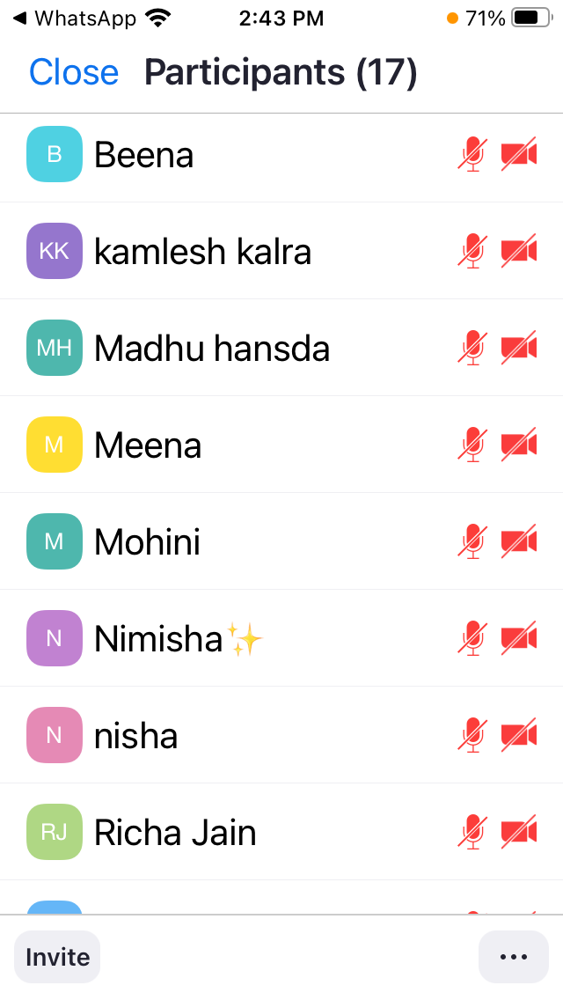 ◀ WhatsApp 2:43 PM 71%
Close Participants (17)
B Beena
KK kamlesh kalra
MH Madhu hansda
M Meena
M Mohini
N Nimisha✨
N nisha
RJ Richa Jain
Invite ...